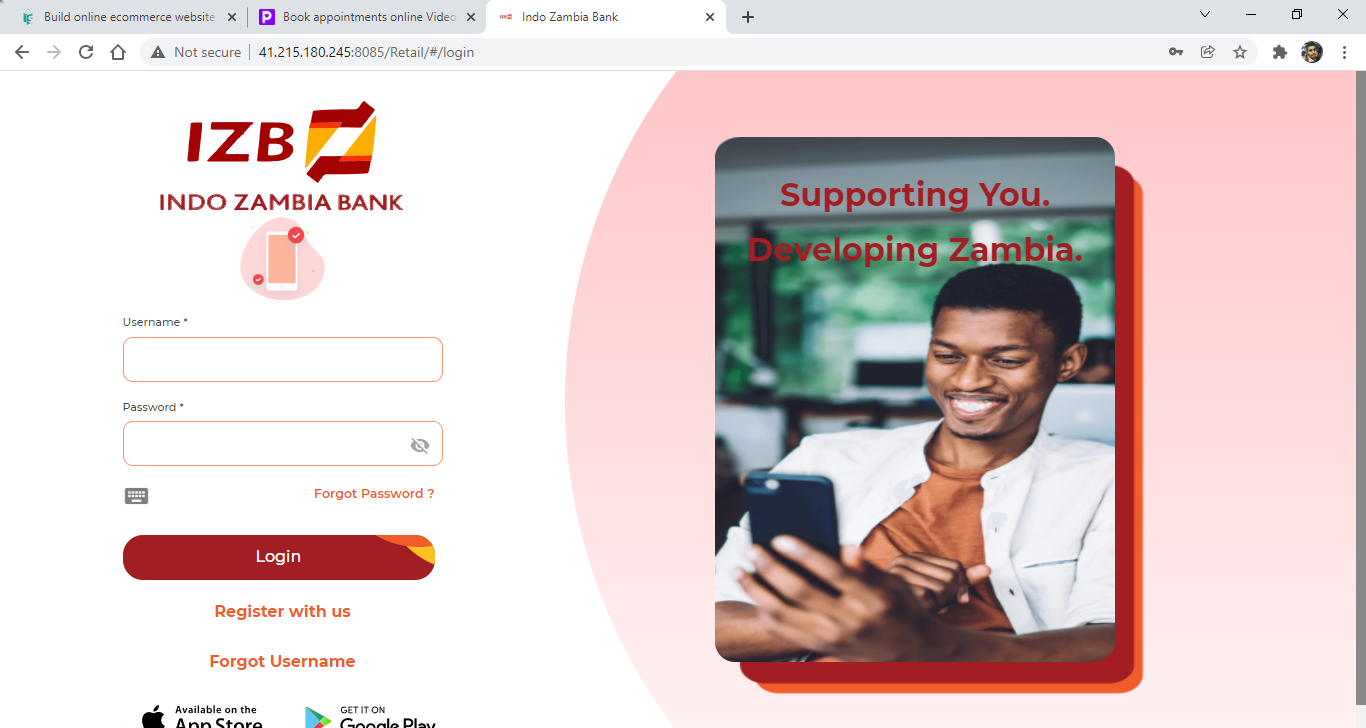 Build online ecommerce website
Book appointments online Video
Indo Zambia Bank
Not secure
41.215.180.245:8085/Retail/#/login
IZB
INDO ZAMBIA BANK
Username *
Password *
Forgot Password ?
Login
Register with us
Forgot Username
Available on the
App Store
GET IT ON
Google Play
Supporting You.
Developing Zambia.